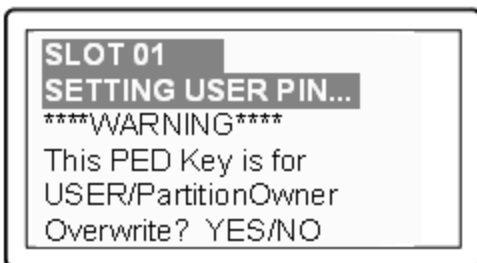 SLOT 01
SETTING USER PIN...
****WARNING****
This PED Key is for
USER/PartitionOwner
Overwrite?  YES/NO